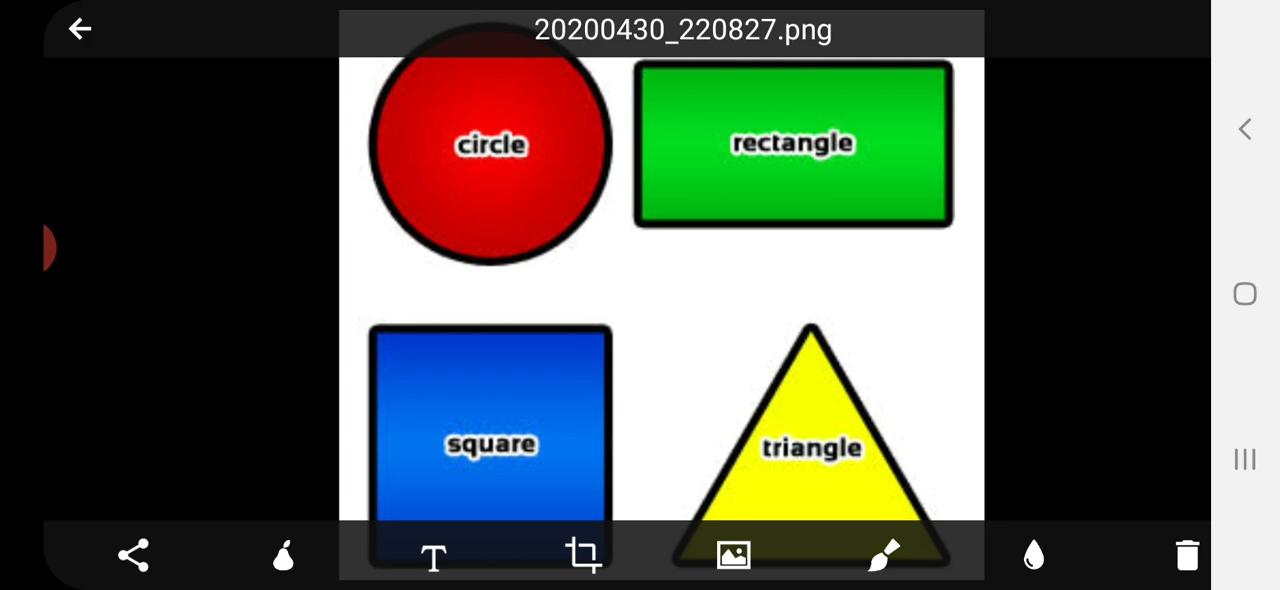 20200430_220827.png
circle
rectangle
square
triangle
T